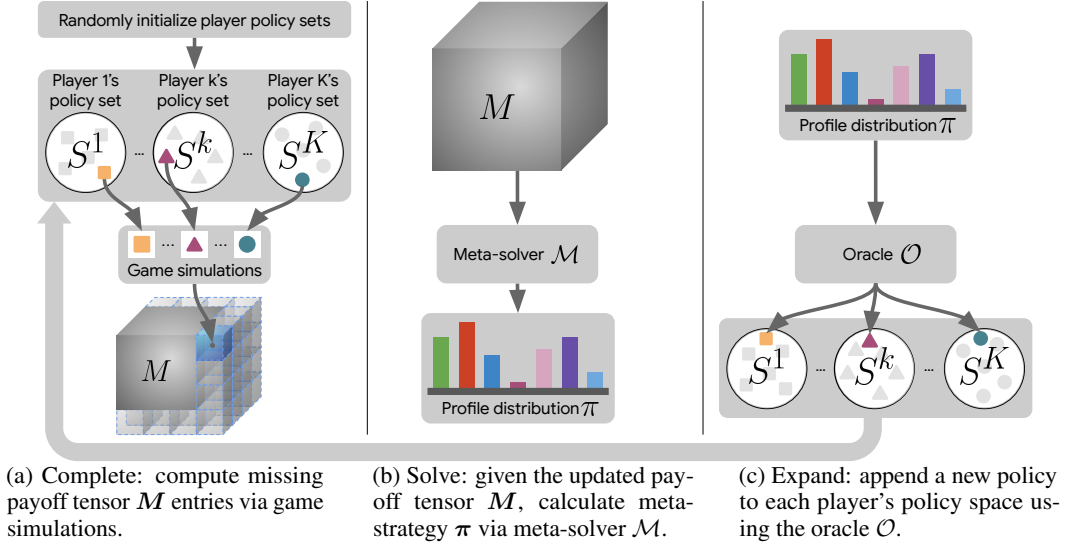 Randomly initialize player policy sets
Player 1's
policy set
Player k's
policy set
Player K's
policy set
S^1
...
S^k
...
S^K
... ...
Game simulations
M
(a) Complete: compute missing
payoff tensor M entries via game
simulations.
M
Meta-solver M
Profile distribution π
(b) Solve: given the updated pay-
off tensor M, calculate meta-
strategy π via meta-solver M.
Profile distribution π
Oracle O
S^1
...
S^k
...
S^K
(c) Expand: append a new policy
to each player's policy space us-
ing the oracle O.